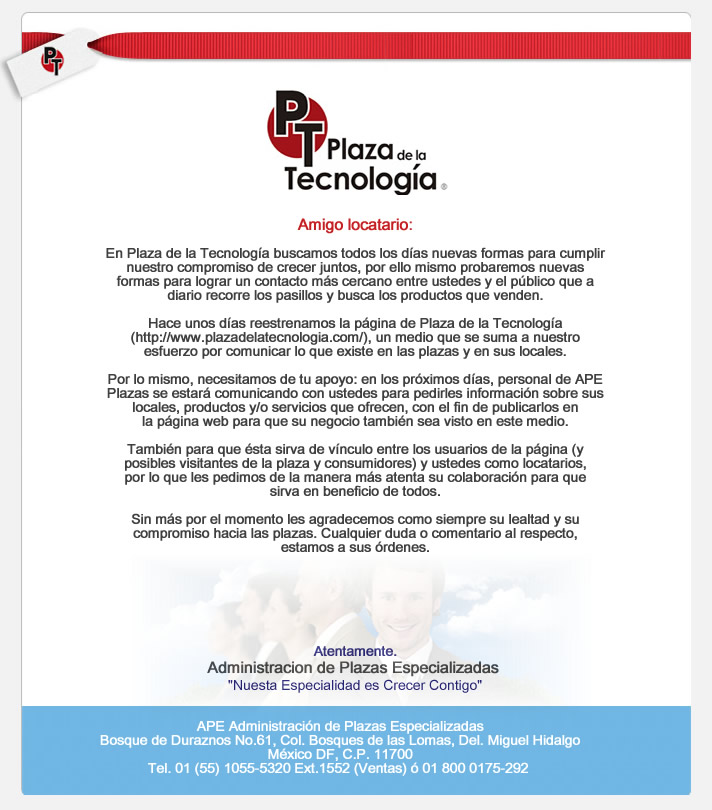 PT
PT
Plaza de la
Tecnología ®
Amigo locatario:
En Plaza de la Tecnología buscamos todos los días nuevas formas para cumplir
nuestro compromiso de crecer juntos, por ello mismo probaremos nuevas
formas para lograr un contacto más cercano entre ustedes y el público que a
diario recorre los pasillos y busca los productos que venden.
Hace unos días reestrenamos la página de Plaza de la Tecnología
(http://www.plazadelatecnologia.com/), un medio que se suma a nuestro
esfuerzo por comunicar lo que existe en las plazas y en sus locales.
Por lo mismo, necesitamos de tu apoyo: en los próximos días, personal de APE
Plazas se estará comunicando con ustedes para pedirles información sobre sus
locales, productos y/o servicios que ofrecen, con el fin de publicarlos en
la página web para que su negocio también sea visto en este medio.
También para que ésta sirva de vínculo entre los usuarios de la página (y
posibles visitantes de la plaza y consumidores) y ustedes como locatarios,
por lo que les pedimos de la manera más atenta su colaboración para que
sirva en beneficio de todos.
Sin más por el momento les agradecemos como siempre su lealtad y su
compromiso hacia las plazas. Cualquier duda o comentario al respecto,
estamos a sus órdenes.
Atentamente.
Administracion de Plazas Especializadas
"Nuesta Especialidad es Crecer Contigo"
APE Administración de Plazas Especializadas
Bosque de Duraznos No.61, Col. Bosques de las Lomas, Del. Miguel Hidalgo
México DF, C.P. 11700
Tel. 01 (55) 1055-5320 Ext.1552 (Ventas) ó 01 800 0175-292